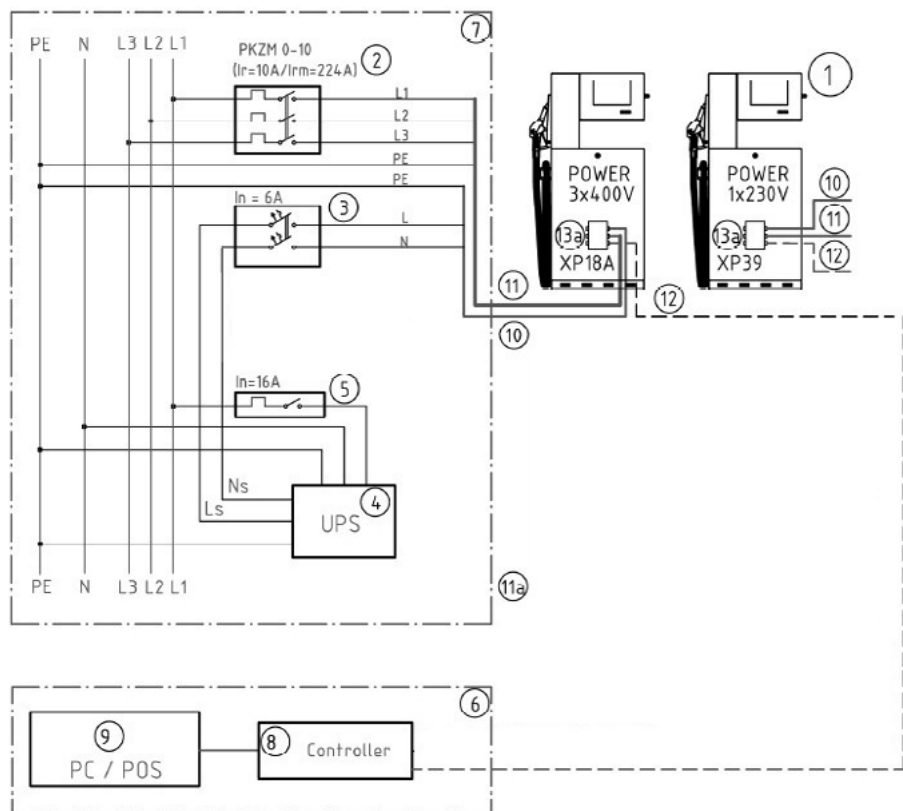 7
PE N L3 L2 L1
PKZM 0-10
(Ir=10A/Irm=224A)
2
L1
L2
L3
PE
PE
In = 6A
3
L
N
1
POWER
3x400V
13a
XP18A
POWER
1x230V
13a
XP39
10
11
12
11
12
10
In=16A
5
Ns
Ls
4
UPS
PE N L3 L2 L1
11a
6
9
PC / POS
8
Controller